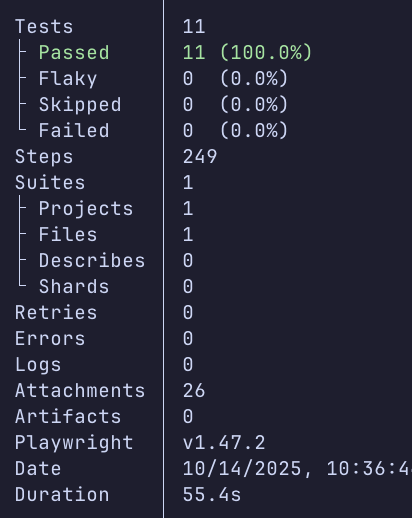 Tests 11
Passed 11 (100.0%)
Flaky 0 (0.0%)
Skipped 0 (0.0%)
Failed 0 (0.0%)
Steps 249
Suites 1
Projects 1
Files 1
Describes 0
Shards 0
Retries 0
Errors 0
Logs 0
Attachments 26
Artifacts 0
Playwright v1.47.2
Date 10/14/2025, 10:36:4
Duration 55.4s